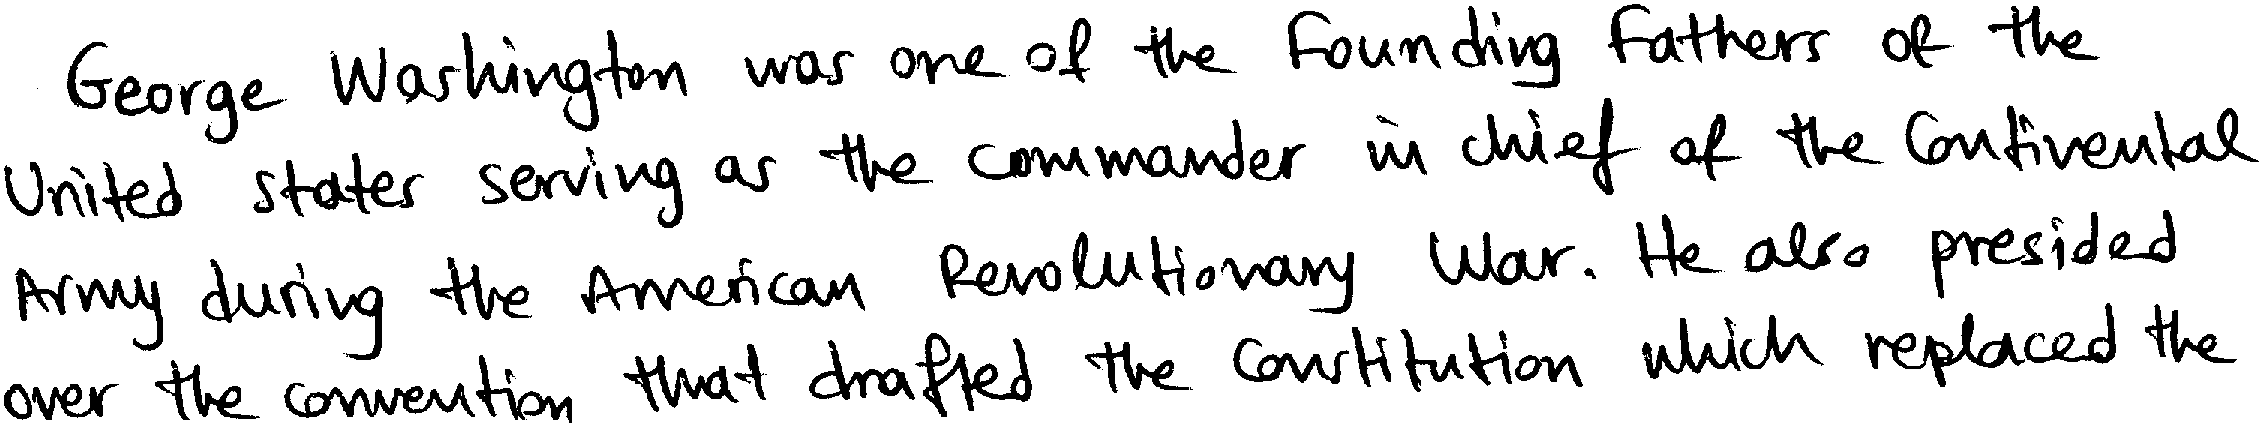 George Washington was one of the Founding Fathers of the
United States serving as the commander in chief of the Continental
Army during the American Revolutionary War. He also presided
over the convention that drafted the Constitution which replaced the